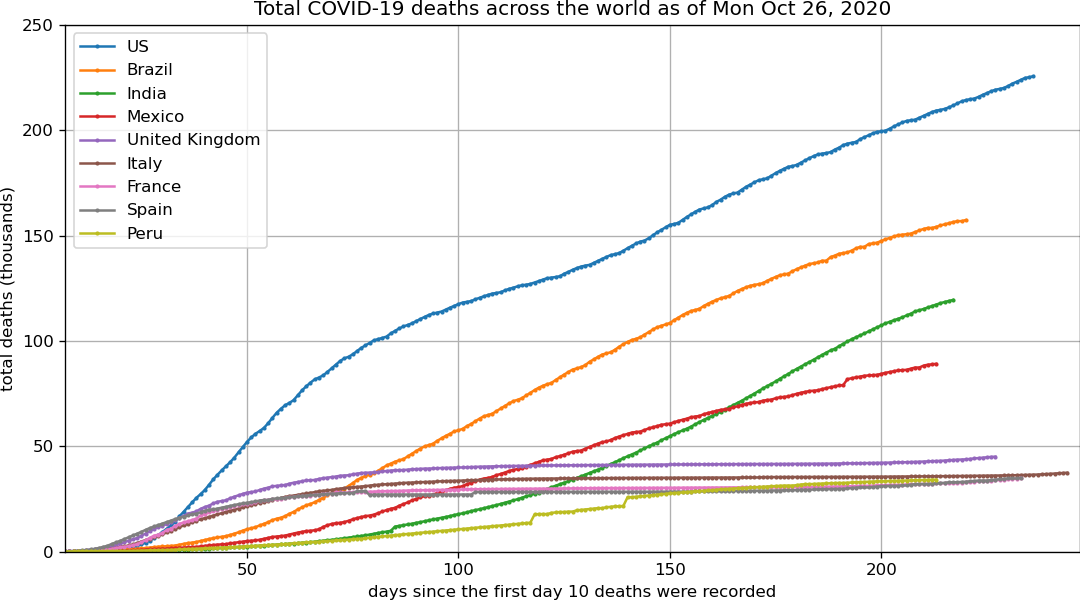 Total COVID-19 deaths across the world as of Mon Oct 26, 2020
250
200
150
100
50
0
total deaths (thousands)
US
Brazil
India
Mexico
United Kingdom
Italy
France
Spain
Peru
50
100
150
200
days since the first day 10 deaths were recorded